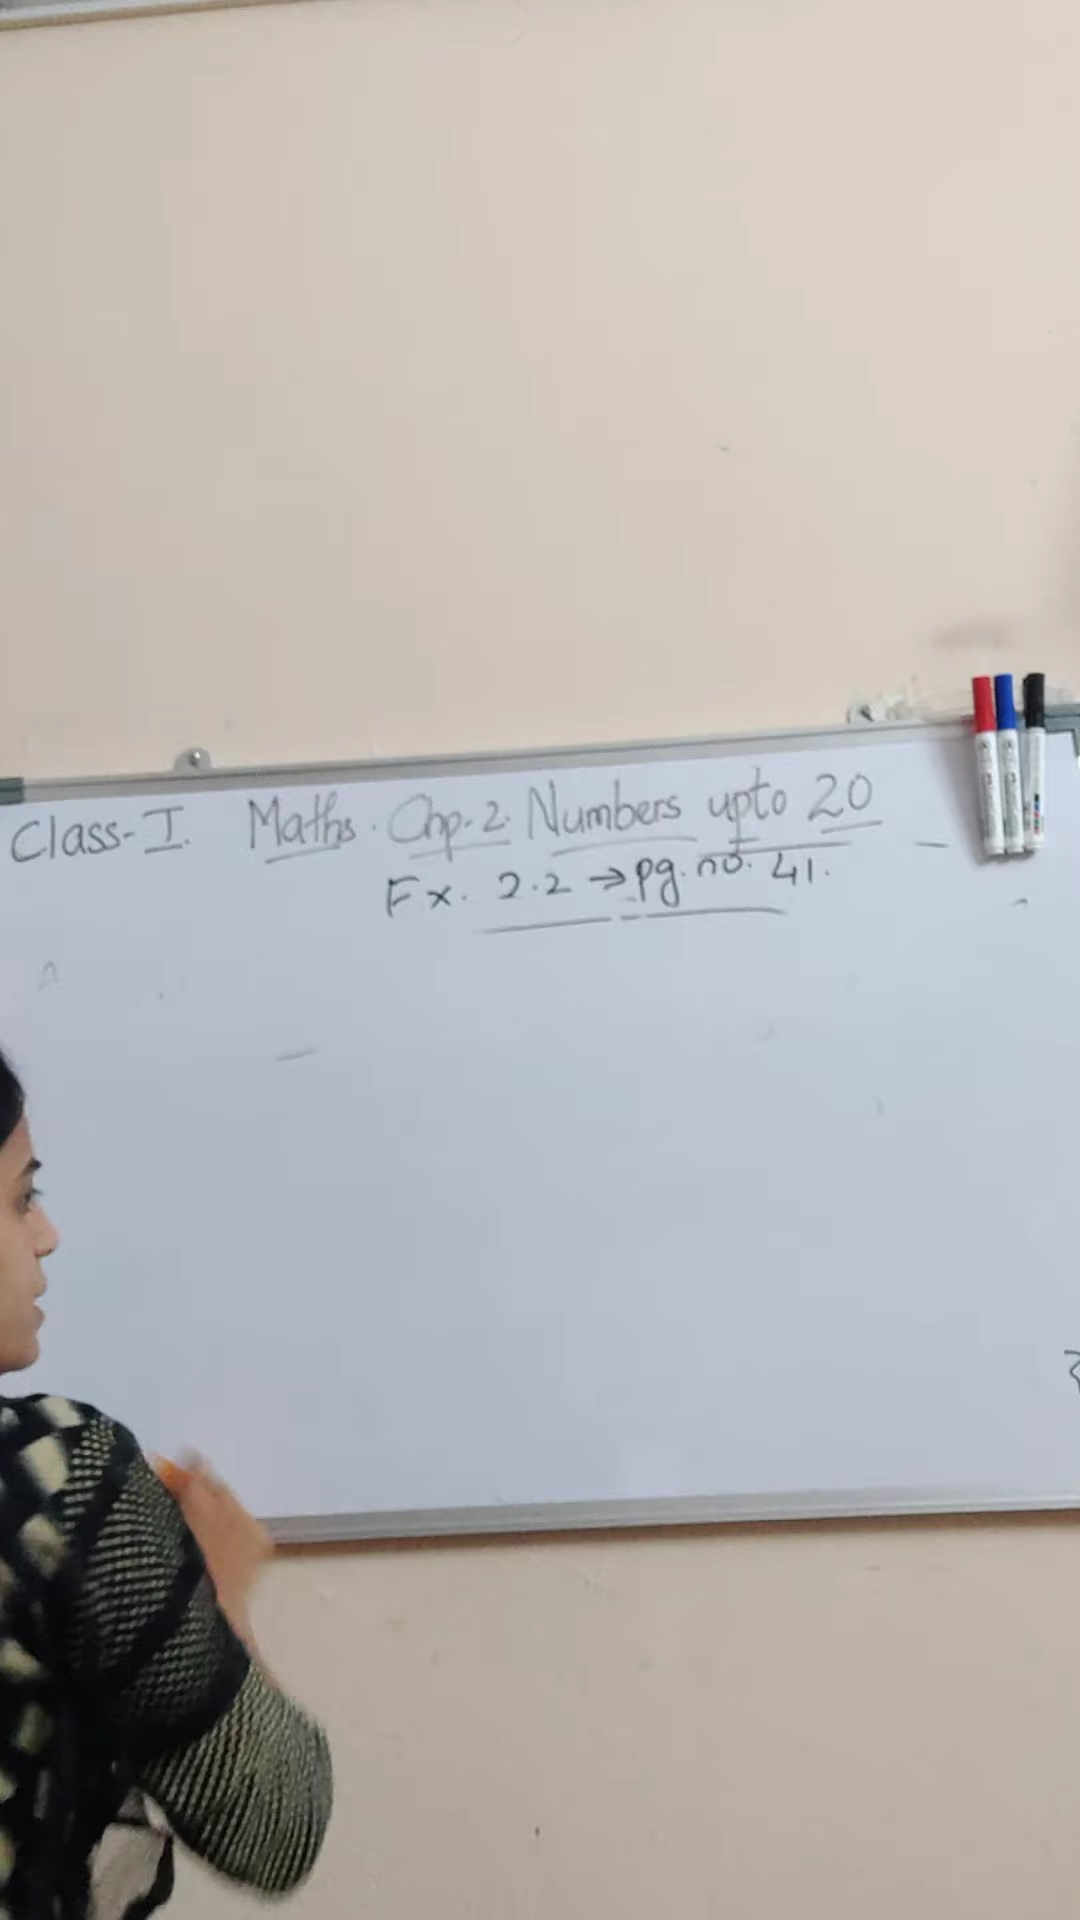 Class-I. Maths. Chp.2. Numbers upto 20
Ex. 2.2 → pg. no. 41.